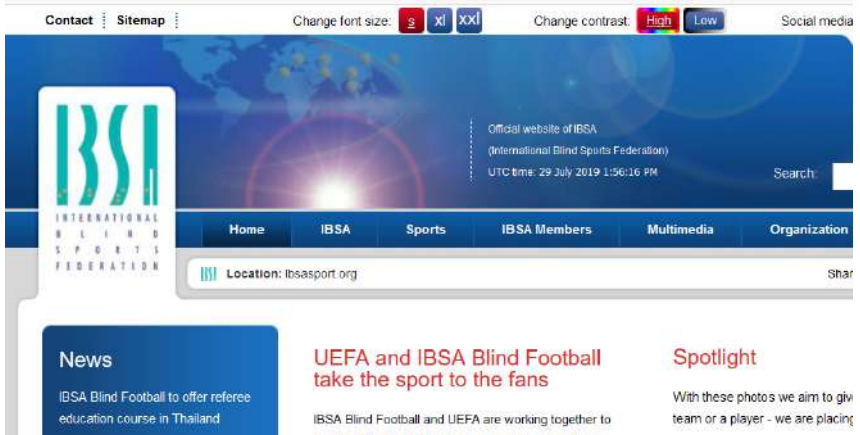 Contact Sitemap
Change font size: s xl xxl
Change contrast: High Low
Social media
IBSA
INTERNATIONAL
BLIND
SPORTS
FEDERATION
Official website of IBSA
(International Blind Sports Federation)
UTC time: 29 July 2019 1:56:16 PM
Search:
Home IBSA Sports IBSA Members Multimedia Organization
Location: Ibsasport.org
Shar
News
IBSA Blind Football to offer referee
education course in Thailand
UEFA and IBSA Blind Football
take the sport to the fans
IBSA Blind Football and UEFA are working together to
Spotlight
With these photos we aim to giv
team or a player - we are placing